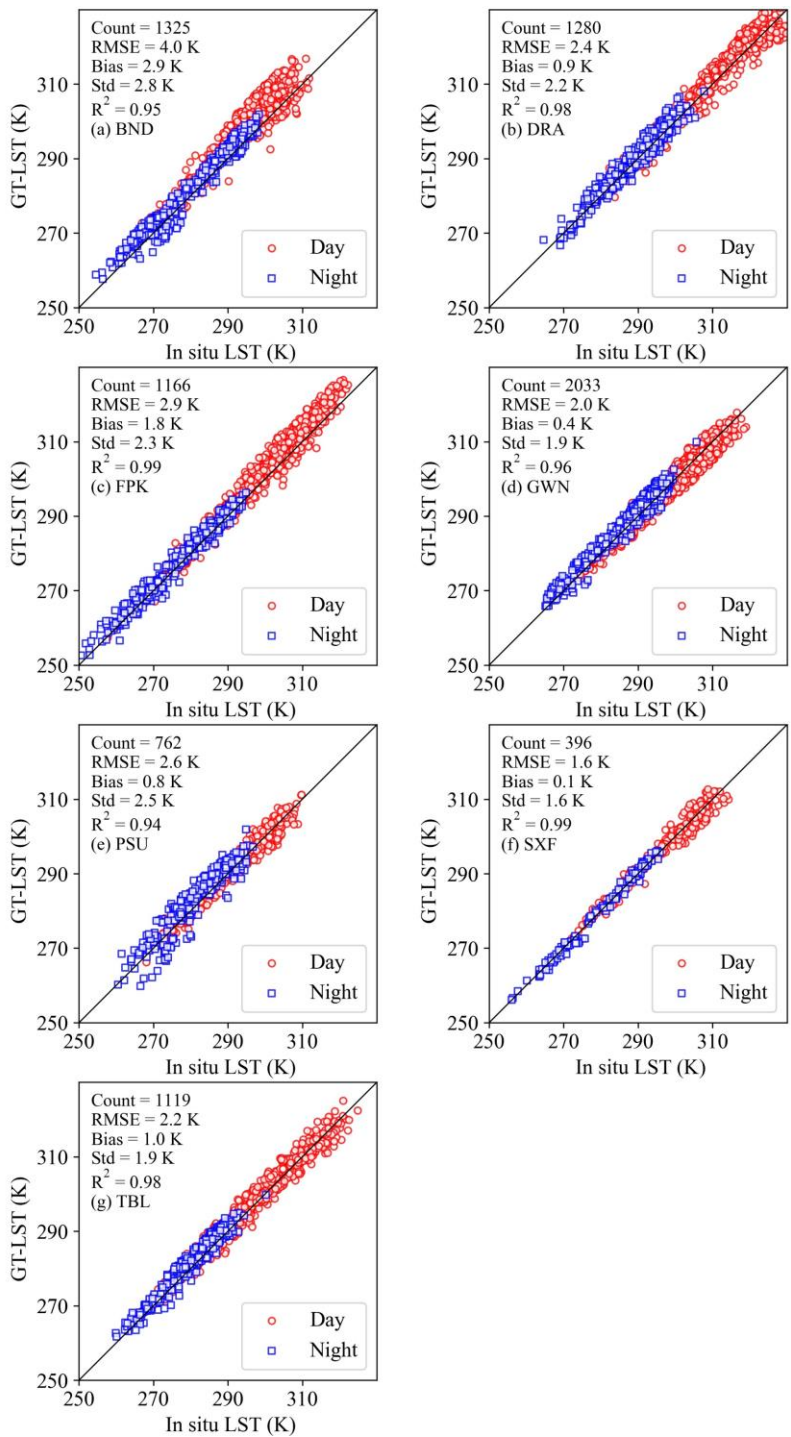 Count = 1325
RMSE = 4.0 K
Bias = 2.9 K
Std = 2.8 K
R² = 0.95
(a) BND
310
290
270
250
GT-LST (K)
Day
Night
250 270 290 310
In situ LST (K)
Count = 1280
RMSE = 2.4 K
Bias = 0.9 K
Std = 2.2 K
R² = 0.98
(b) DRA
310
290
270
250
GT-LST (K)
Day
Night
250 270 290 310
In situ LST (K)
Count = 1166
RMSE = 2.9 K
Bias = 1.8 K
Std = 2.3 K
R² = 0.99
(c) FPK
310
290
270
250
GT-LST (K)
Day
Night
250 270 290 310
In situ LST (K)
Count = 2033
RMSE = 2.0 K
Bias = 0.4 K
Std = 1.9 K
R² = 0.96
(d) GWN
310
290
270
250
GT-LST (K)
Day
Night
250 270 290 310
In situ LST (K)
Count = 762
RMSE = 2.6 K
Bias = 0.8 K
Std = 2.5 K
R² = 0.94
(e) PSU
310
290
270
250
GT-LST (K)
Day
Night
250 270 290 310
In situ LST (K)
Count = 396
RMSE = 1.6 K
Bias = 0.1 K
Std = 1.6 K
R² = 0.99
(f) SXF
310
290
270
250
GT-LST (K)
Day
Night
250 270 290 310
In situ LST (K)
Count = 1119
RMSE = 2.2 K
Bias = 1.0 K
Std = 1.9 K
R² = 0.98
(g) TBL
310
290
270
250
GT-LST (K)
Day
Night
250 270 290 310
In situ LST (K)